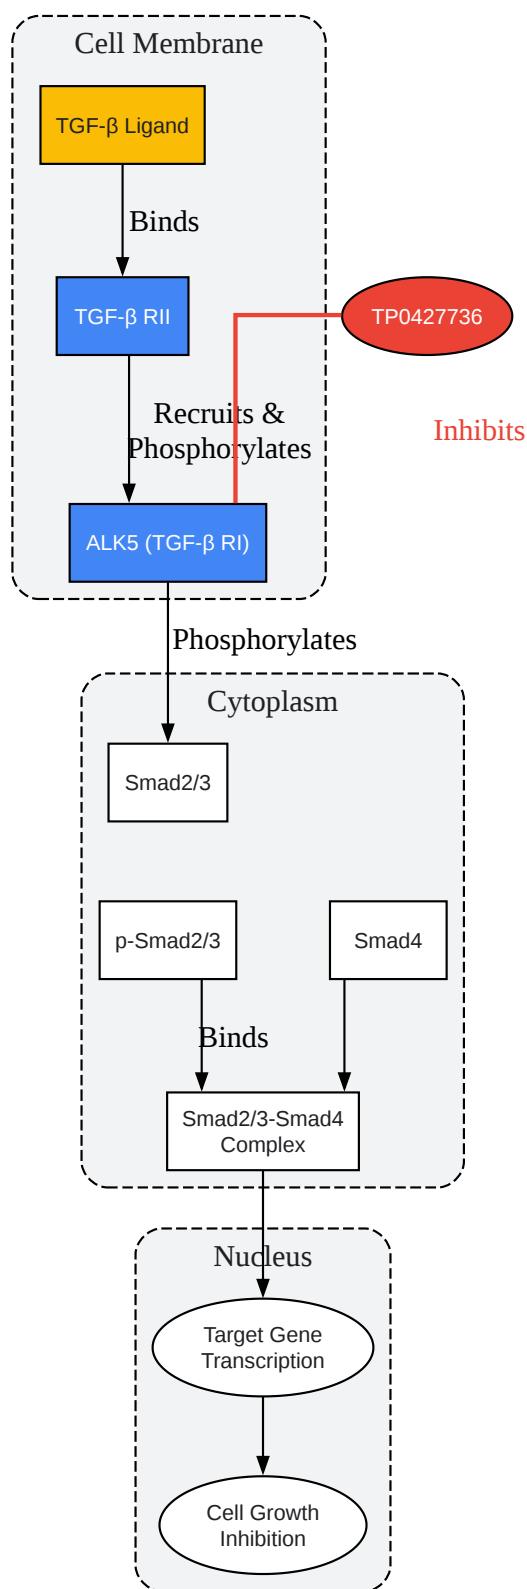 Cell Membrane
TGF-β Ligand
Binds
TGF-β RII
TP0427736
Recruits &
Phosphorylates
Inhibits
ALK5 (TGF-β RI)
Phosphorylates
Cytoplasm
Smad2/3
p-Smad2/3
Smad4
Binds
Smad2/3-Smad4
Complex
Nucleus
Target Gene
Transcription
Cell Growth
Inhibition